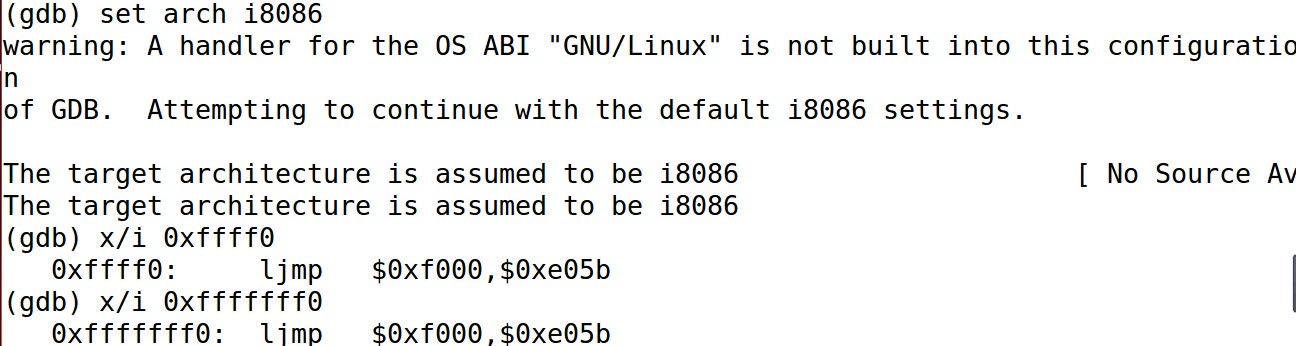 (gdb) set arch i8086
warning: A handler for the OS ABI "GNU/Linux" is not built into this configuratio
n
of GDB.  Attempting to continue with the default i8086 settings.

The target architecture is assumed to be i8086                     [ No Source Av
The target architecture is assumed to be i8086
(gdb) x/i 0xffff0
   0xffff0:     ljmp   $0xf000,$0xe05b
(gdb) x/i 0xfffffff0
   0xfffffff0:  ljmp   $0xf000,$0xe05b